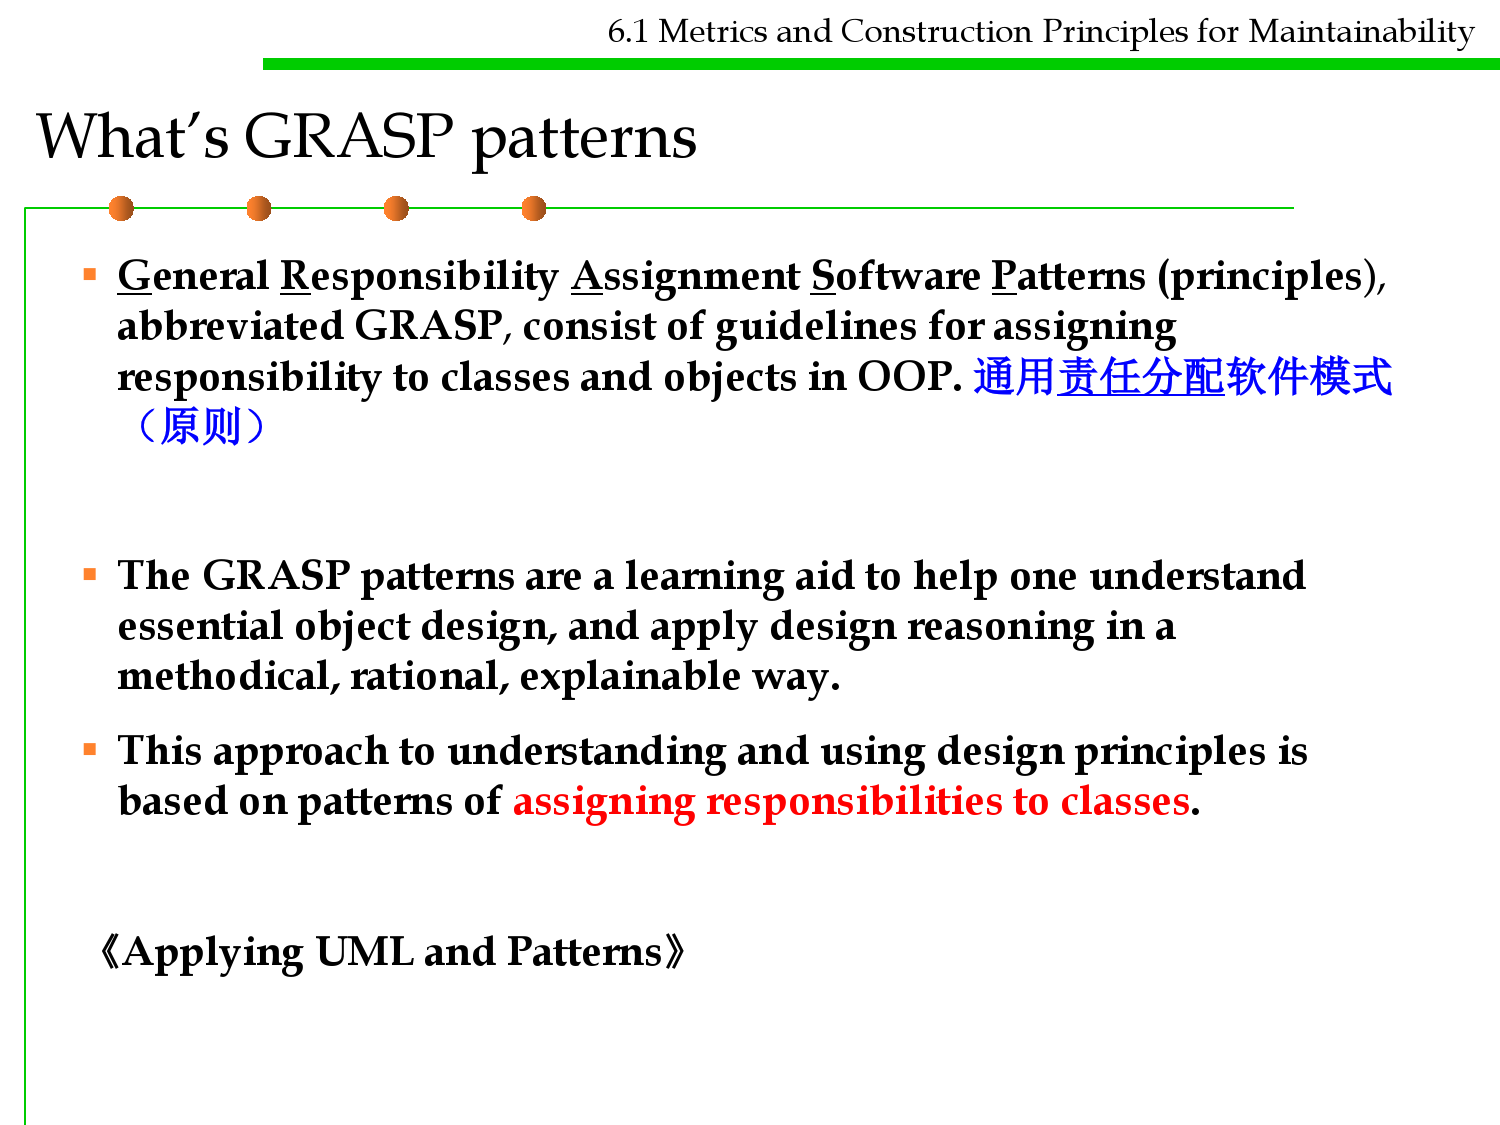 6.1 Metrics and Construction Principles for Maintainability
What's GRASP patterns
▪ General Responsibility Assignment Software Patterns (principles),
abbreviated GRASP, consist of guidelines for assigning
responsibility to classes and objects in OOP. 通用责任分配软件模式
（原则）
▪ The GRASP patterns are a learning aid to help one understand
essential object design, and apply design reasoning in a
methodical, rational, explainable way.
▪ This approach to understanding and using design principles is
based on patterns of assigning responsibilities to classes.
《Applying UML and Patterns》